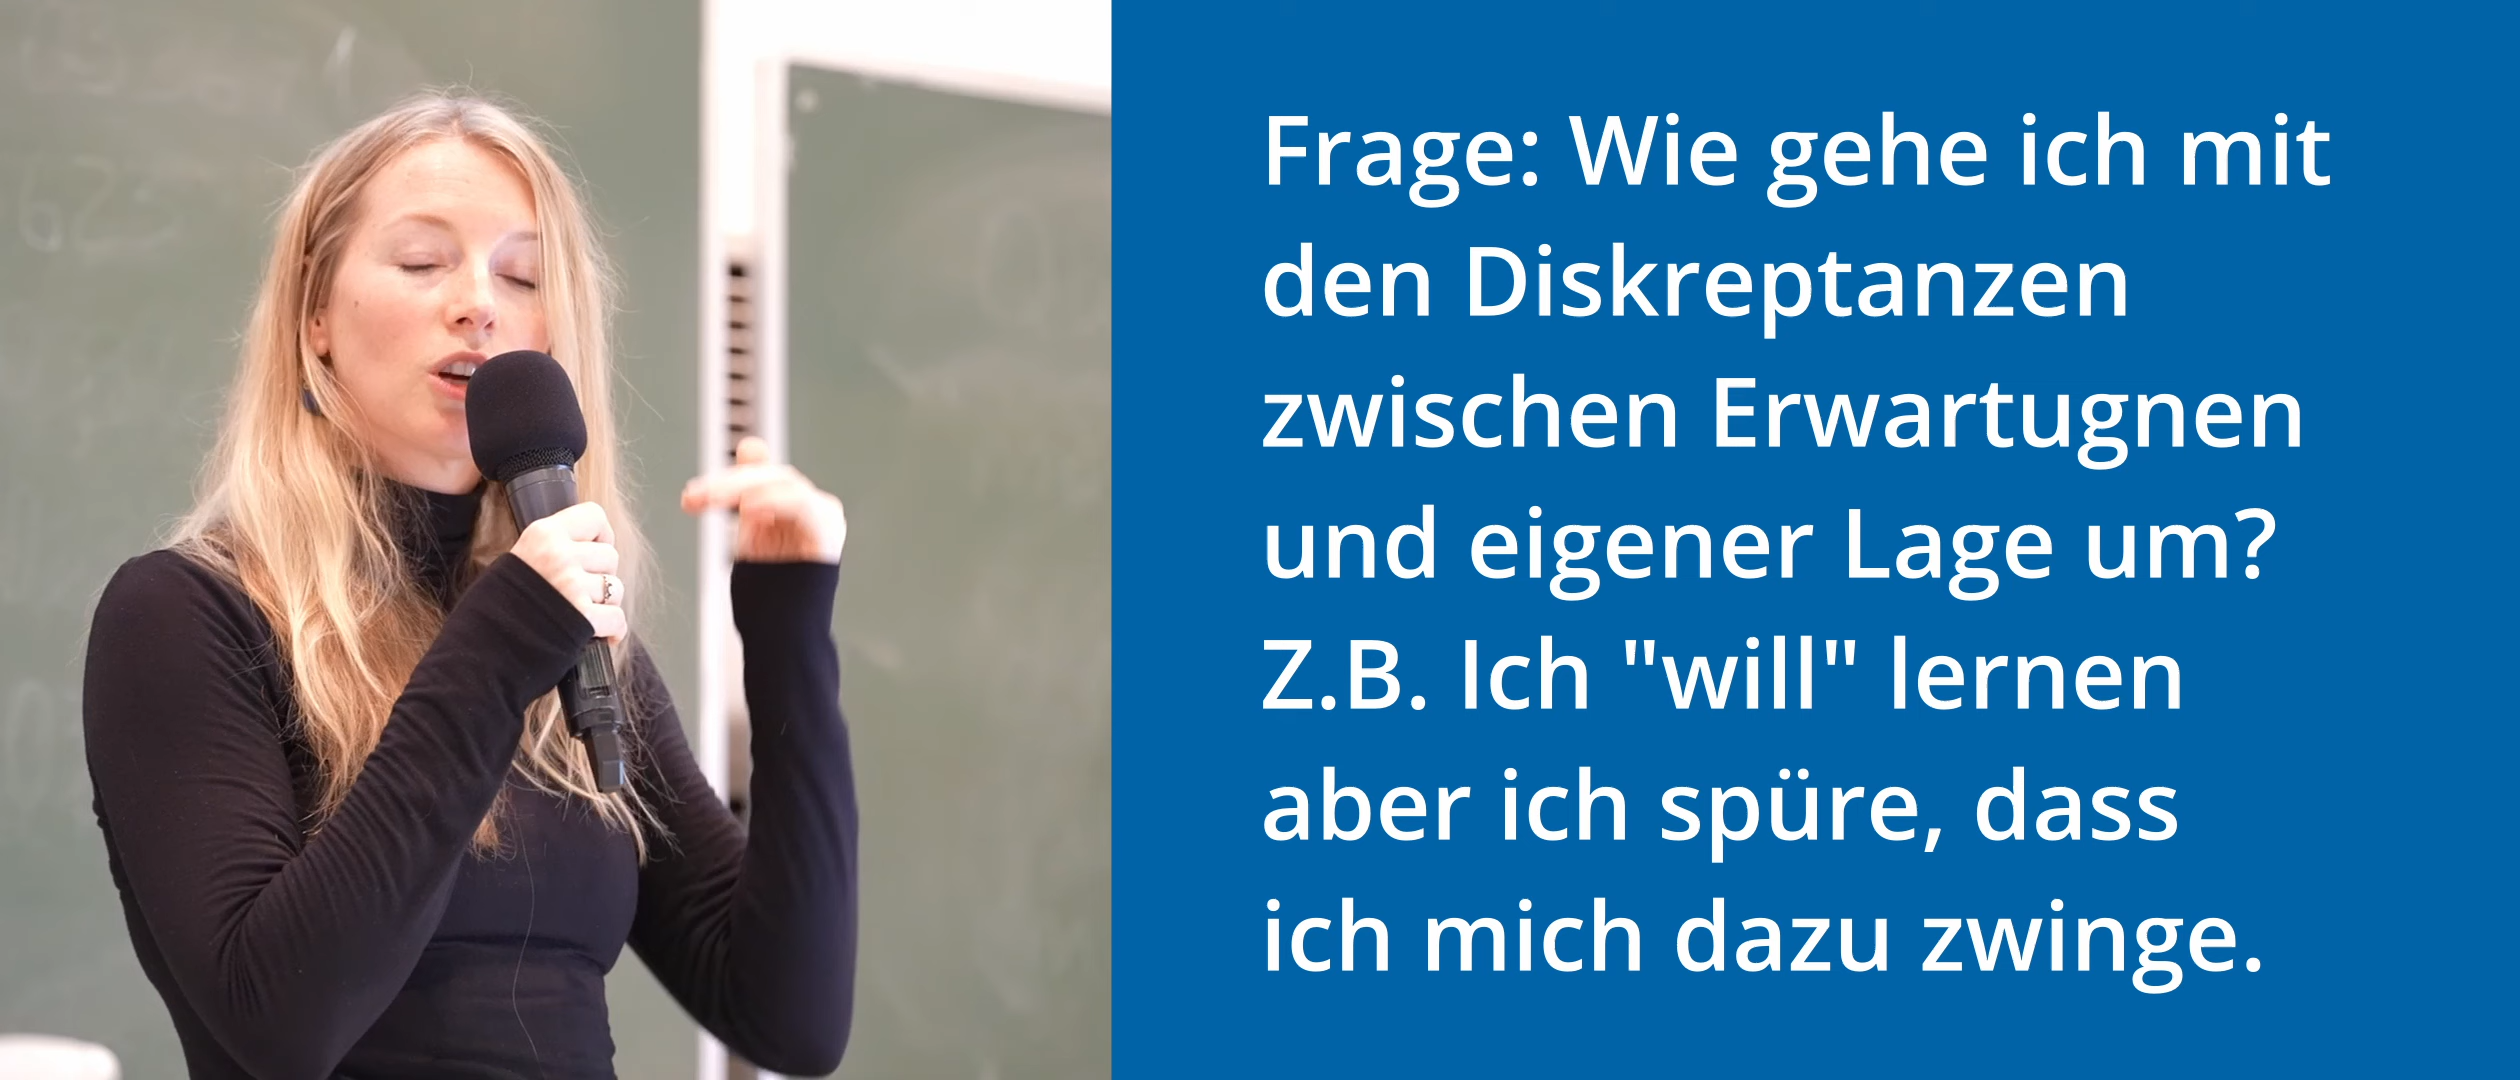 Frage: Wie gehe ich mit
den Diskreptanzen
zwischen Erwartugnen
und eigener Lage um?
Z.B. Ich "will" lernen
aber ich spüre, dass
ich mich dazu zwinge.